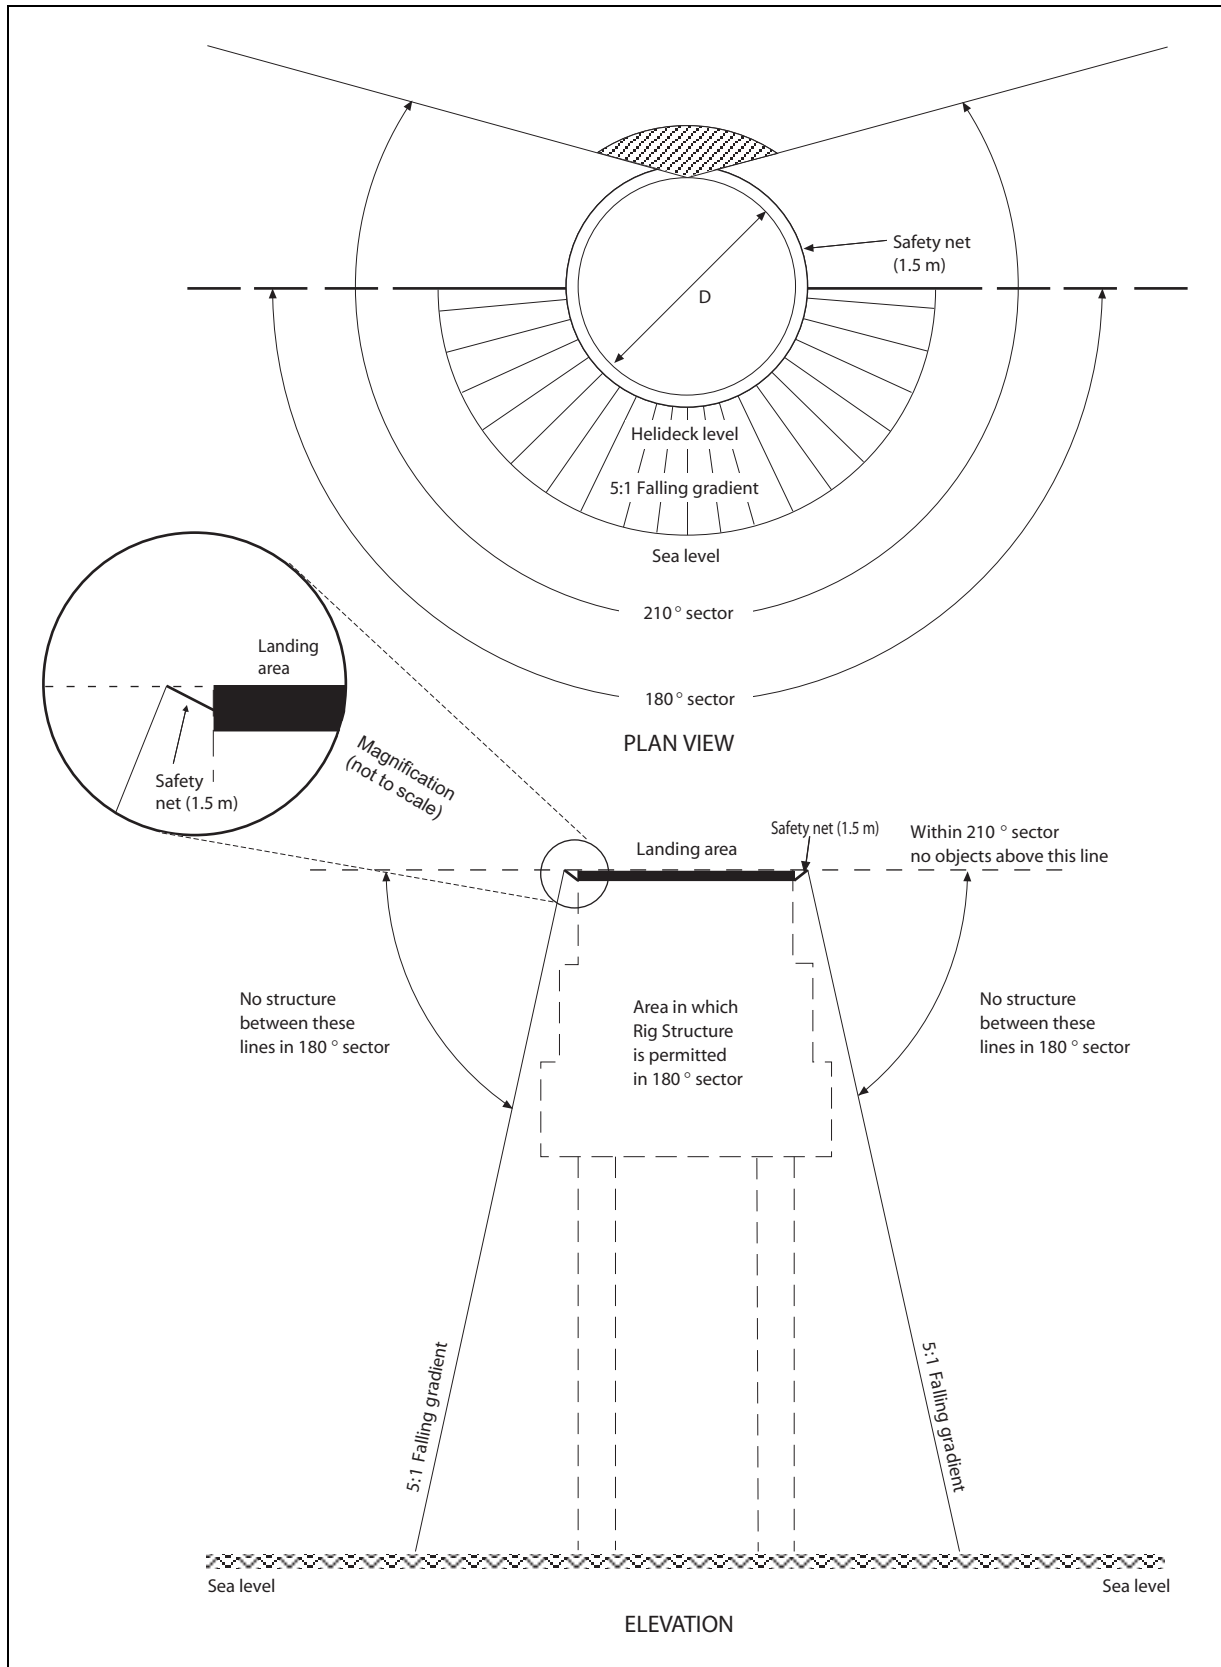 Safety net
(1.5 m)
D
Helideck level
5:1 Falling gradient
Sea level
210° sector
180° sector
PLAN VIEW
Landing
area
Safety
net (1.5 m)
Magnification
(not to scale)
Safety net (1.5 m)
Landing area
Within 210° sector
no objects above this line
No structure
between these
lines in 180° sector
Area in which
Rig Structure
is permitted
in 180° sector
No structure
between these
lines in 180° sector
5:1 Falling gradient
5:1 Falling gradient
Sea level
Sea level
ELEVATION